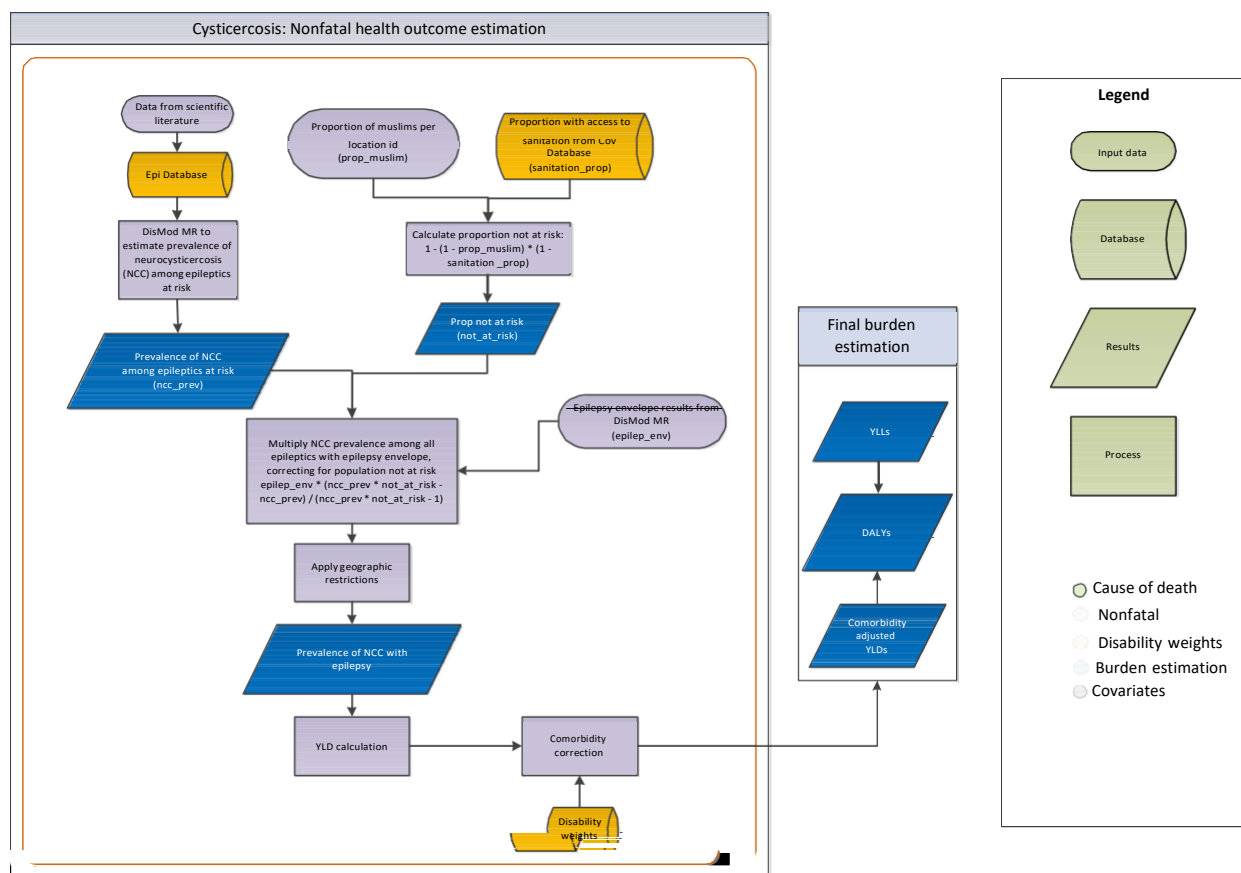 Cysticercosis: Nonfatal health outcome estimation
Data from scientific
literature
Epi Database
DisMod MR to
estimate prevalence of
neurocysticercosis
(NCC) among epileptics
at risk
Prevalence of NCC
among epileptics at risk
(ncc_prev)
Proportion of muslims per
location id
(prop_muslim)
Proportion with access to
sanitation from Cov
Database
(sanitation_prop)
Calculate proportion not at risk:
1 - (1 - prop_muslim) * (1 -
sanitation _prop)
Prop not at risk
(not_at_risk)
Epilepsy envelope results from
DisMod MR
(epilep_env)
Multiply NCC prevalence among all
epileptics with epilepsy envelope,
correcting for population not at risk
epilep_env * (ncc_prev * not_at_risk -
ncc_prev) / (ncc_prev * not_at_risk - 1)
Apply geographic
restrictions
Prevalence of NCC with
epilepsy
YLD calculation
Comorbidity
correction
Disability
weights
Final burden
estimation
YLLs
DALYs
Comorbidity
adjusted
YLDs
Legend
Input data
Database
Results
Process
Cause of death
Nonfatal
Disability weights
Burden estimation
Covariates